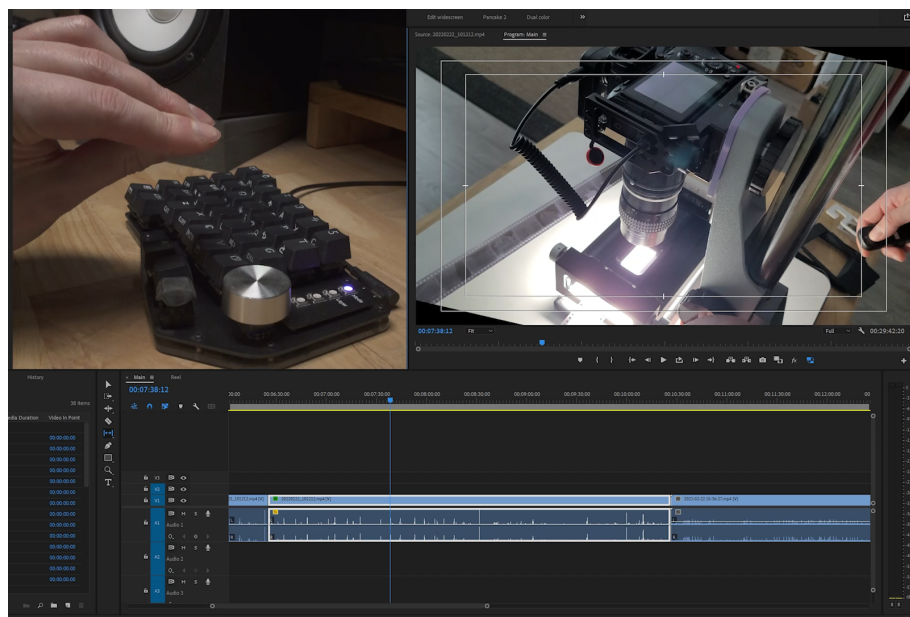 Edit widescreen Pancake 2 Dual color
Source: 20220222_101212.mp4 Program: Main
00:07:38:12 Fit Full 00:29:42:20
History
38 items
Media Duration Video In Point
00:00:00:00
00:00:00:00
00:00:00:00
00:00:00:00
00:00:00:00
00:00:00:00
00:00:00:00
00:00:00:00
00:00:00:00
00:00:00:00
00:00:00:00
00:00:00:00
00:00:00:00
00:00:00:00
× Main Reel
00:07:38:12
00:06:30:00 00:07:00:00 00:07:30:00 00:08:00:00 00:08:30:00 00:09:00:00 00:09:30:00 00:10:00:00 00:10:30:00 00:11:00:00 00:11:30:00 00:12:00:00
V3
V2
V1
20220222_101212.mp4 [V]
A1 M S
Audio 1
A2 M S
Audio 2
A3 M S
Audio 3